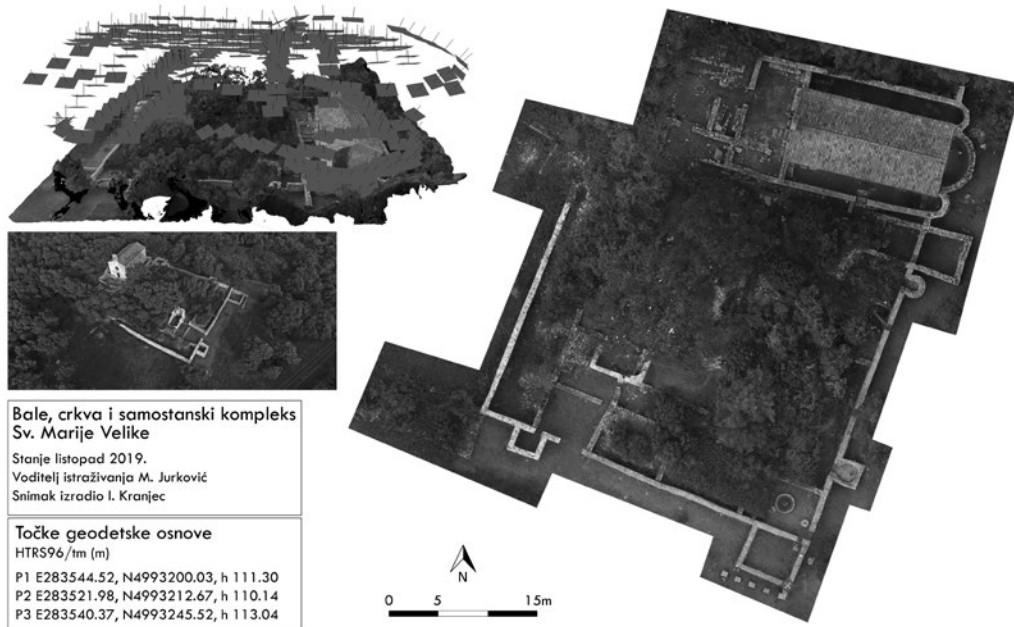 Bale, crkva i samostanski kompleks
Sv. Marije Velike
Stanje listopad 2019.
Voditelj istraživanja M. Jurković
Snimak izradio I. Kranjec
Točke geodetske osnove
HTRS96/tm (m)
P1 E283544.52, N4993200.03, h 111.30
P2 E283521.98, N4993212.67, h 110.14
P3 E283540.37, N4993245.52, h 113.04
N
0 5 15m